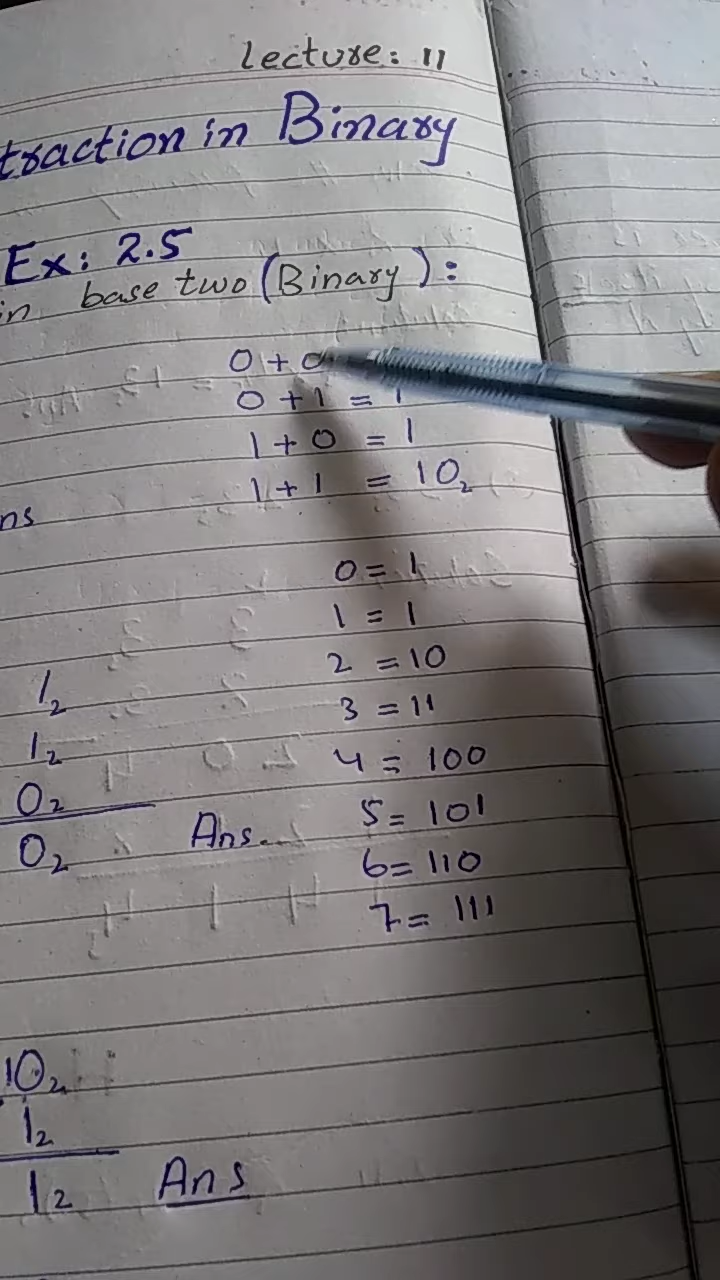 Lecture: 11
traction in Binary
Ex: 2.5
in base two (Binary):
0 + 0
0 + 1 = 1
1 + 0 = 1
1 + 1 = 10₂
ns
0 = 1
1 = 1
2 = 10
1₂
3 = 11
1₂
4 = 100
0₂
5 = 101
0₂ Ans.
6 = 110
7 = 111
10₂
1₂
1₂ Ans